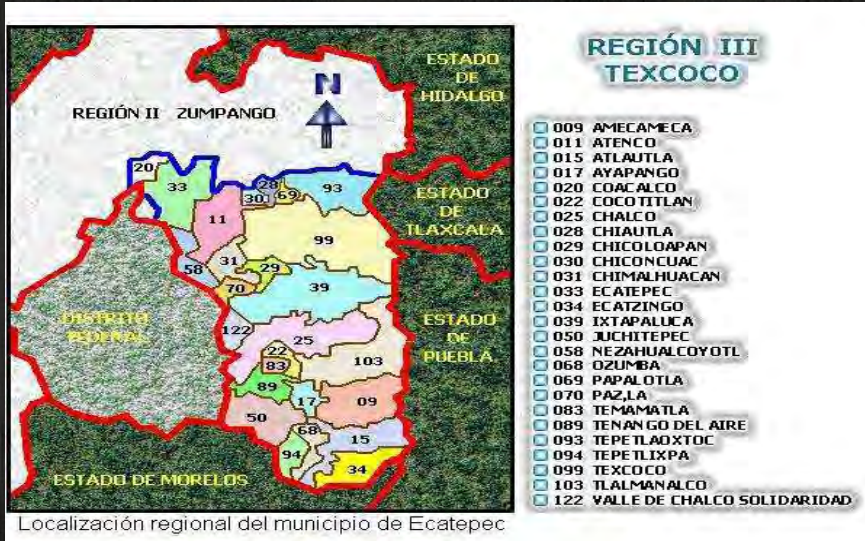 ESTADO
DE
HIDALGO
N
REGIÓN II ZUMPANGO
20
33
28
30
69
93
ESTADO
DE
TLAXCALA
11
99
58
31
29
70
39
DISTRITO
FEDERAL
122
25
ESTADO
DE
PUEBLA
22
83
103
89
17
09
50
68
15
94
34
ESTADO DE MORELOS
Localización regional del municipio de Ecatepec
REGIÓN III
TEXCOCO
009 AMECAMECA
011 ATENCO
015 ATLAUTLA
017 AYAPANGO
020 COACALCO
022 COCOTITLAN
025 CHALCO
028 CHIAUTLA
029 CHICOLOAPAN
030 CHICONCUAC
031 CHIMALHUACAN
033 ECATEPEC
034 ECATZINGO
039 IXTAPALUCA
050 JUCHITEPEC
058 NEZAHUALCOYOTL
068 OZUMBA
069 PAPALOTLA
070 PAZ,LA
083 TEMAMATLA
089 TENANGO DEL AIRE
093 TEPETLAOXTOC
094 TEPETLIXPA
099 TEXCOCO
103 TLALMANALCO
122 VALLE DE CHALCO SOLIDARIDAD